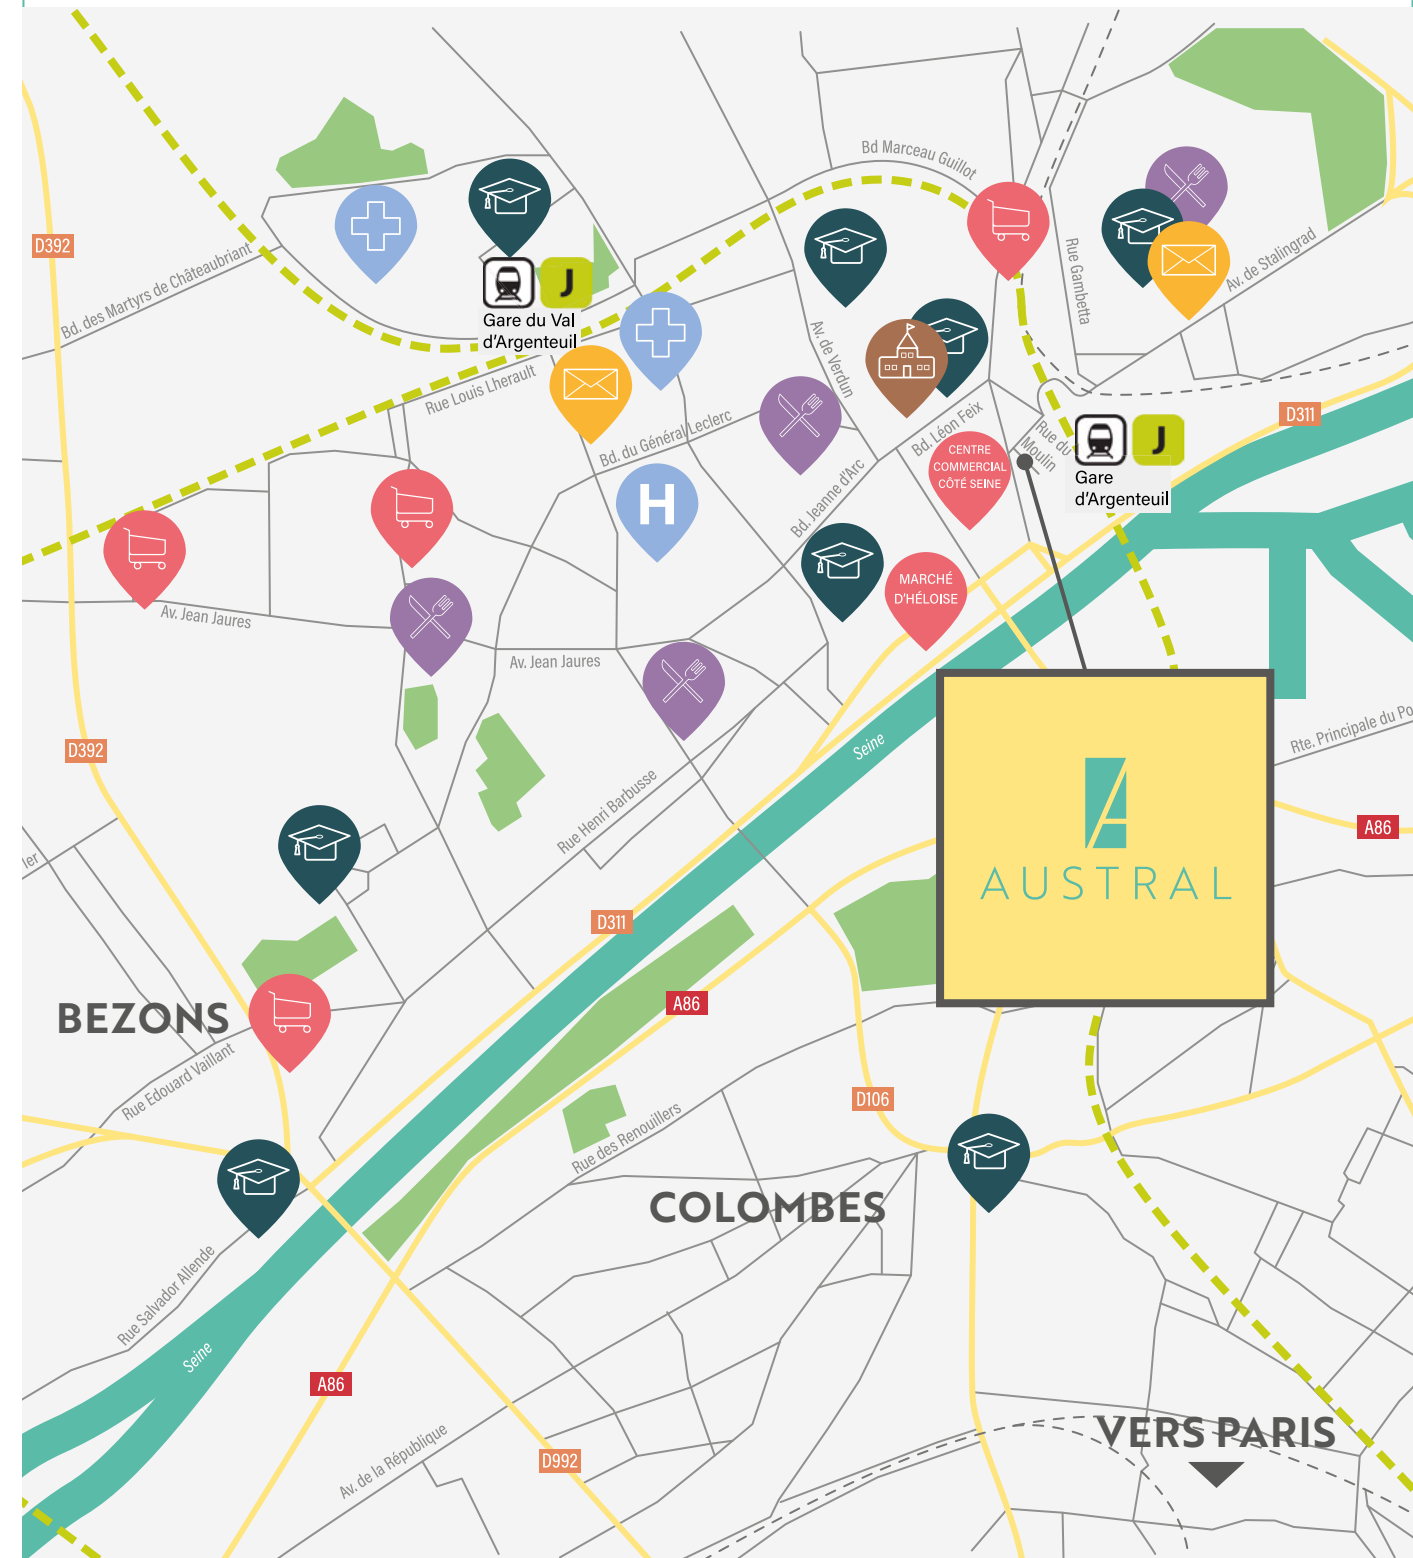 Bd Marceau Guillot
D392
Bd. des Martyrs de Châteaubriant
Rue Gambetta
Av. de Stalingrad
J
Gare du Val
d'Argenteuil
Av. de Verdun
Rue Louis Lherault
Bd. du Général Leclerc
Bd. Léon Feix
D311
Rue du
Moulin
J
Gare
d'Argenteuil
CENTRE
COMMERCIAL
CÔTÉ SEINE
H
Bd. Jeanne d'Arc
MARCHÉ
D'HÉLOISE
Av. Jean Jaures
Av. Jean Jaures
Rte. Principale du Po
D392
Seine
Rue Henri Barbusse
A86
ler
AUSTRAL
D311
A86
BEZONS
Rue Edouard Vaillant
D106
Rue des Renouillers
COLOMBES
Rue Salvador Allende
Seine
A86
Av. de la République
D992
VERS PARIS